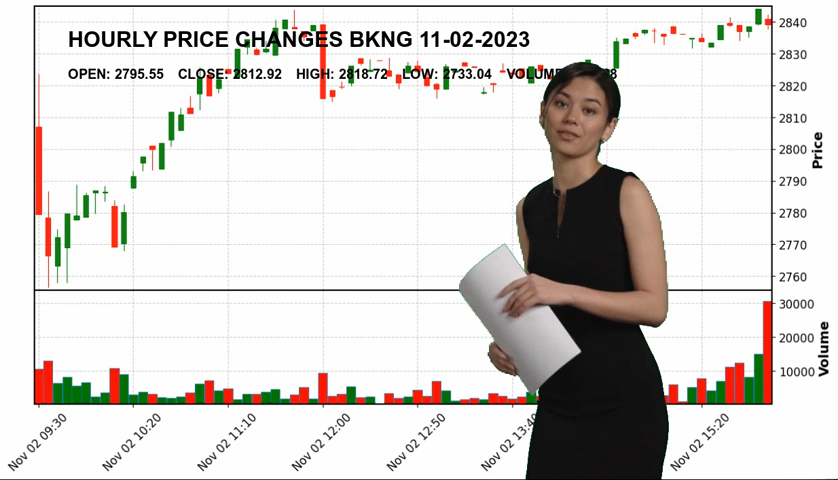 HOURLY PRICE CHANGES BKNG 11-02-2023
OPEN: 2795.55 CLOSE: 2812.92 HIGH: 2818.72 LOW: 2733.04
2840
2830
2820
2810
2800
2790
2780
2770
2760
Price
30000
20000
10000
Volume
Nov 02 09:30
Nov 02 10:20
Nov 02 11:10
Nov 02 12:00
Nov 02 12:50
Nov 02
Nov 02 15:20